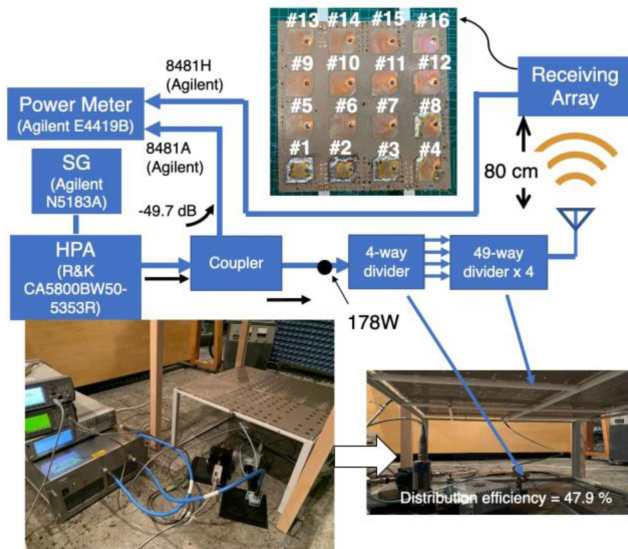 #13 #14 #15 #16
#9 #10 #11 #12
#5 #6 #7 #8
#1 #2 #3 #4
8481H
(Agilent)
Receiving
Array
Power Meter
(Agilent E4419B)
8481A
(Agilent)
80 cm
SG
(Agilent
N5183A)
-49.7 dB
HPA
(R&K
CA5800BW50-
5353R)
Coupler
4-way
divider
49-way
divider x 4
178W
Distribution efficiency = 47.9 %